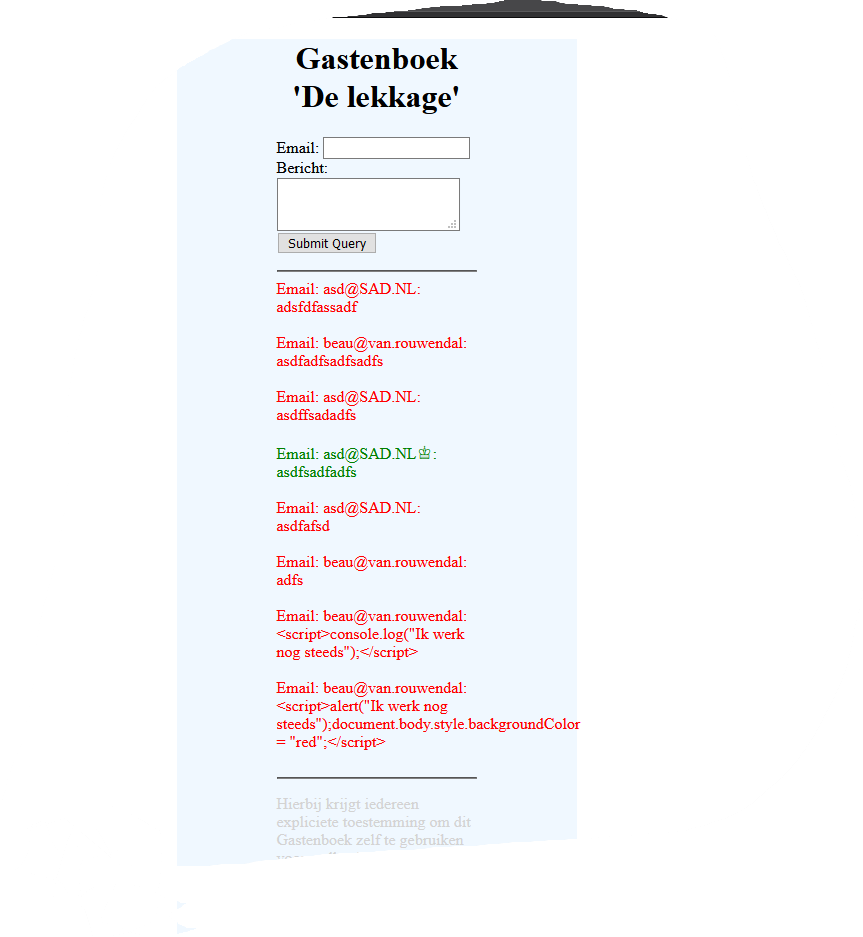 Gastenboek
'De lekkage'
Email:
Bericht:
Submit Query
Email: asd@SAD.NL:
adsfdfassadf
Email: beau@van.rouwendal:
asdfadfsadfsadfs
Email: asd@SAD.NL:
asdffsadadfs
Email: asd@SAD.NL♔:
asdfsadfadfs
Email: asd@SAD.NL:
asdfafsd
Email: beau@van.rouwendal:
adfs
Email: beau@van.rouwendal:
<script>console.log("Ik werk
nog steeds");</script>
Email: beau@van.rouwendal:
<script>alert("Ik werk nog
steeds");document.body.style.backgroundColor
= "red";</script>
Hierbij krijgt iedereen
expliciete toestemming om dit
Gastenboek zelf te gebruiken